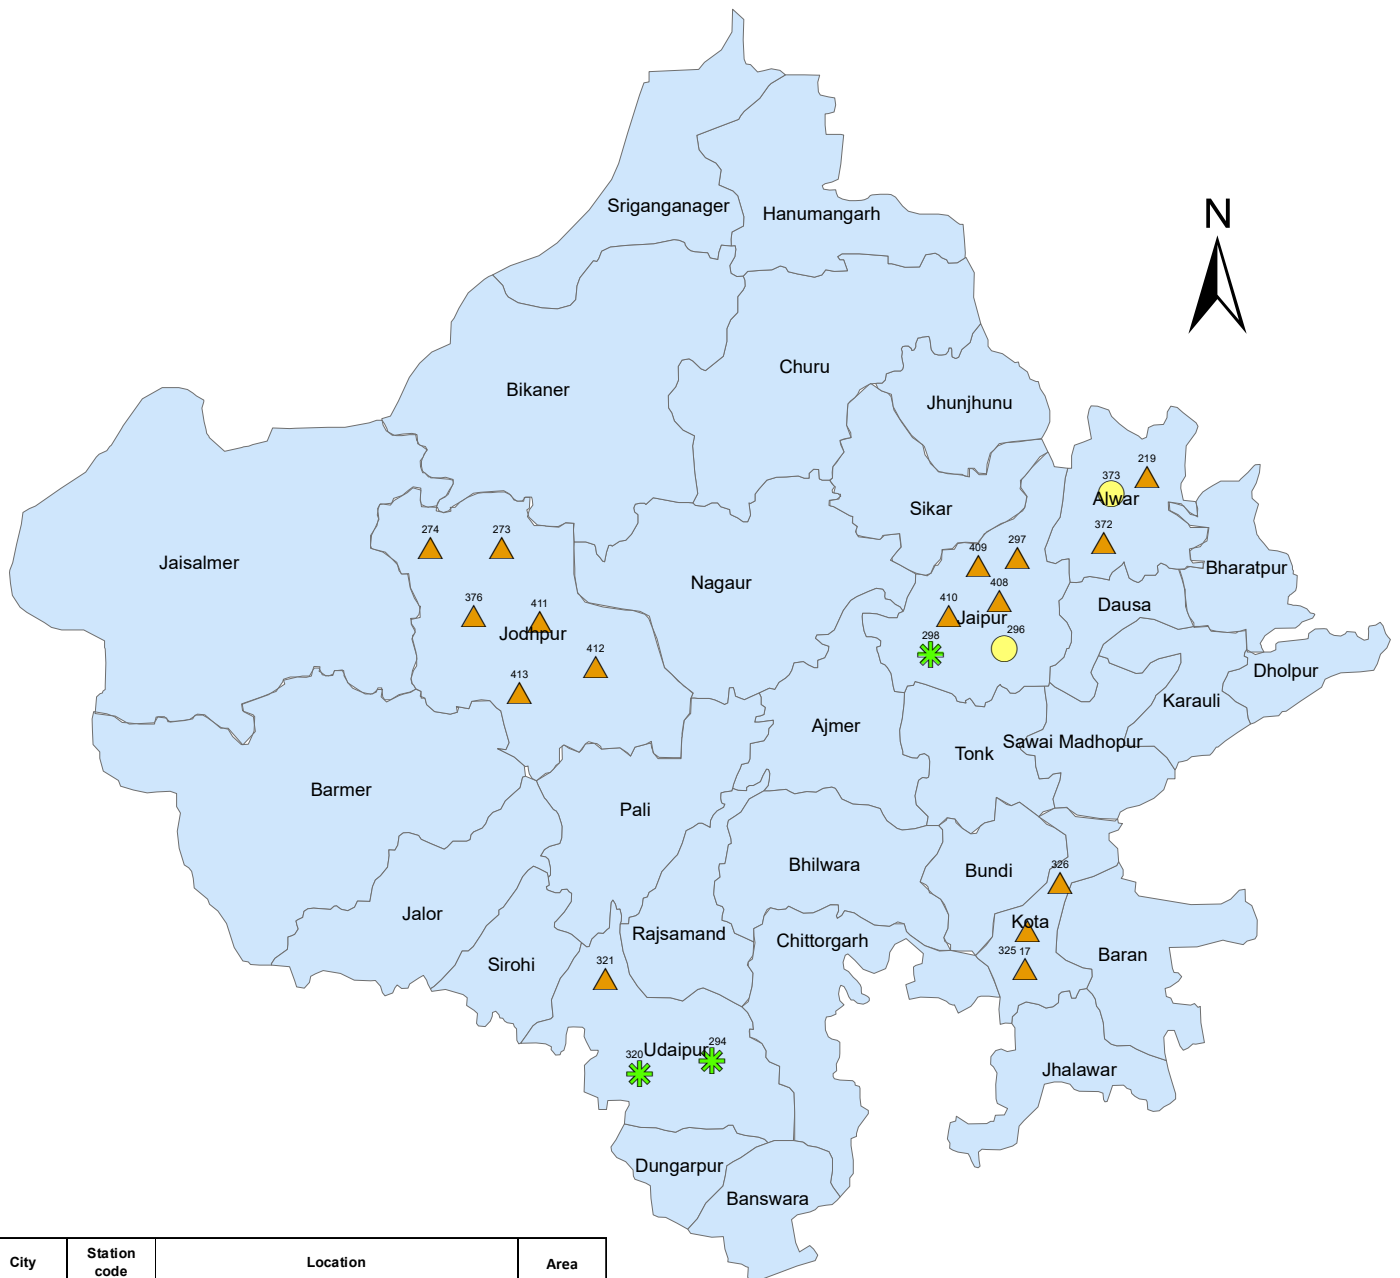 N
Sriganganager
Hanumangarh
Churu
Bikaner
Jhunjhunu
373
219
Alwar
Sikar
372
274
273
409
297
Jaisalmer
Bharatpur
Nagaur
408
376
411
410
Jaipur
Dausa
Jodhpur
298
296
412
Dholpur
413
Karauli
Ajmer
Sawai Madhopur
Tonk
Barmer
Pali
Bhilwara
326
Bundi
Jalor
Kota
Rajsamand
Chittorgarh
325 17
Baran
321
Sirohi
294
Udaipur
320
Jhalawar
Dungarpur
Banswara
City
Station
code
Location
Area